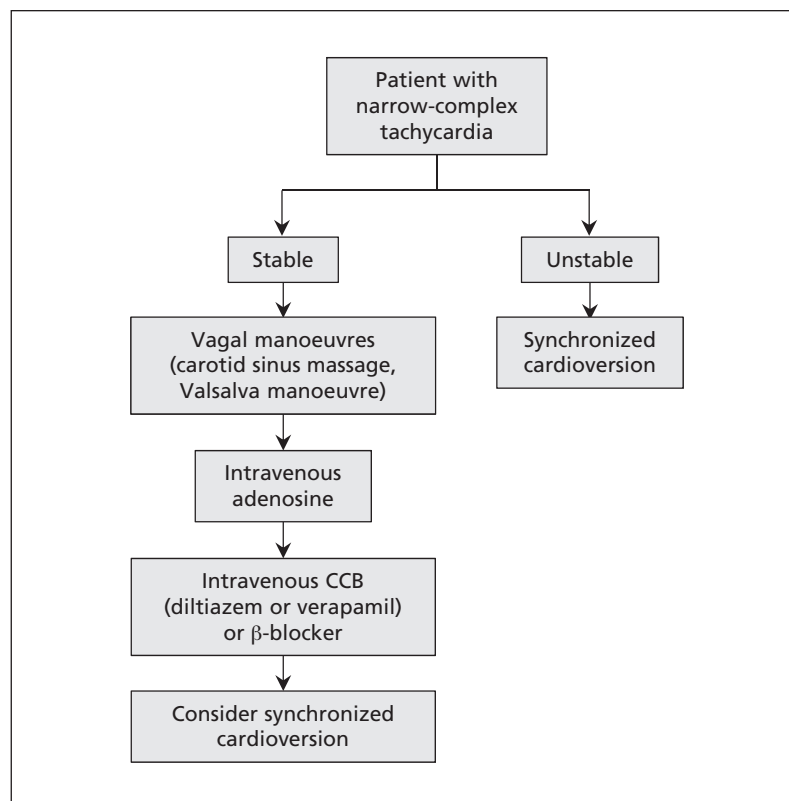 Patient with
narrow-complex
tachycardia
Stable
Unstable
Vagal manoeuvres
(carotid sinus massage,
Valsalva manoeuvre)
Synchronized
cardioversion
Intravenous
adenosine
Intravenous CCB
(diltiazem or verapamil)
or β-blocker
Consider synchronized
cardioversion